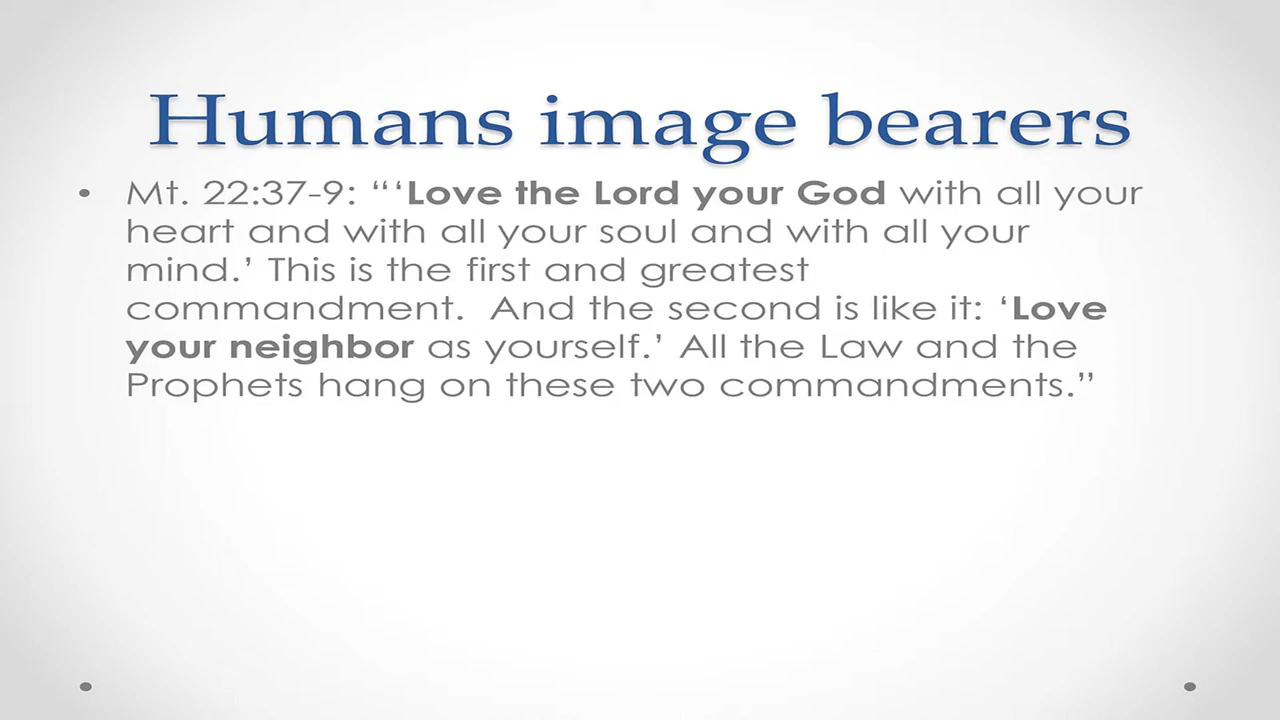 Humans image bearers
• Mt. 22:37-9: “‘Love the Lord your God with all your
heart and with all your soul and with all your
mind.’ This is the first and greatest
commandment.  And the second is like it: ‘Love
your neighbor as yourself.’ All the Law and the
Prophets hang on these two commandments.”